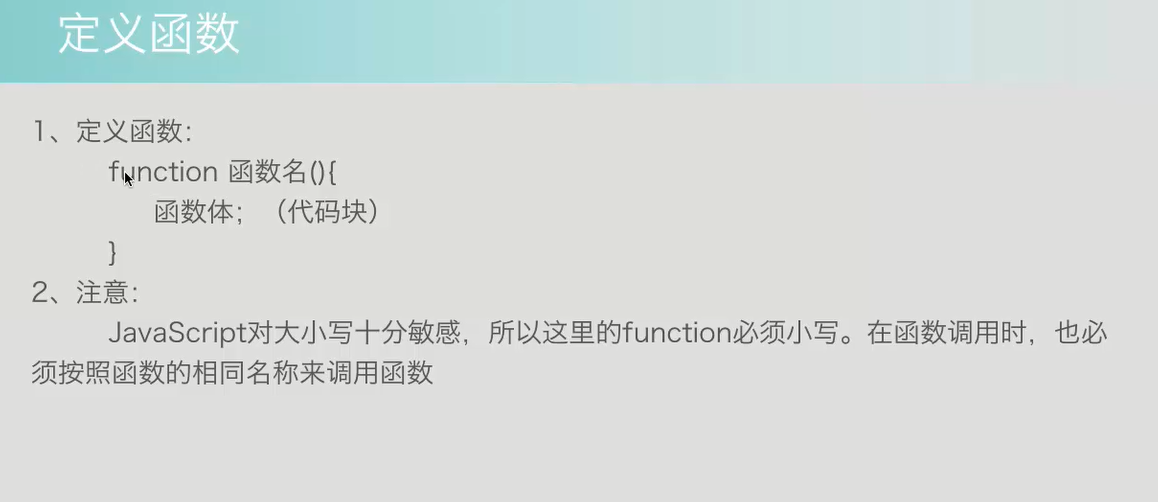 定义函数
1、定义函数：
function 函数名(){
函数体；（代码块）
}
2、注意：
JavaScript对大小写十分敏感，所以这里的function必须小写。在函数调用时，也必
须按照函数的相同名称来调用函数